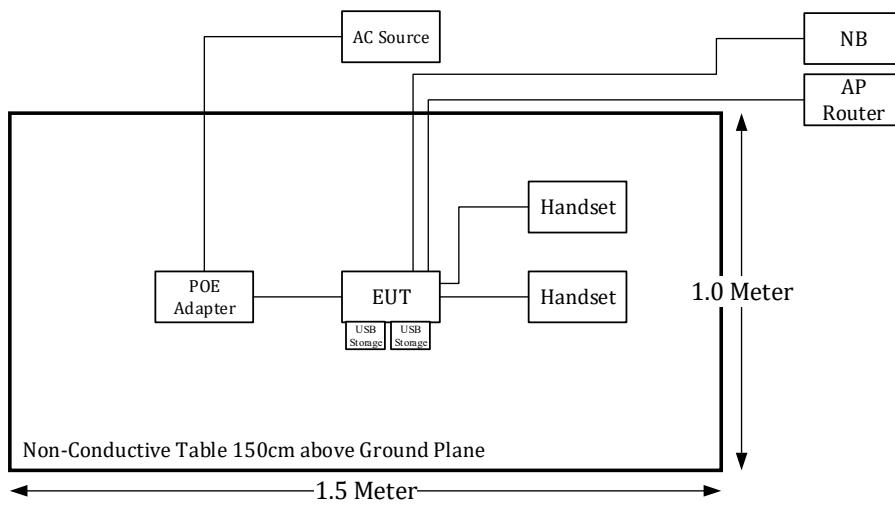 AC Source
NB
AP
Router
Handset
POE
Adapter
EUT
Handset
1.0 Meter
USB
Storage
USB
Storage
Non-Conductive Table 150cm above Ground Plane
1.5 Meter